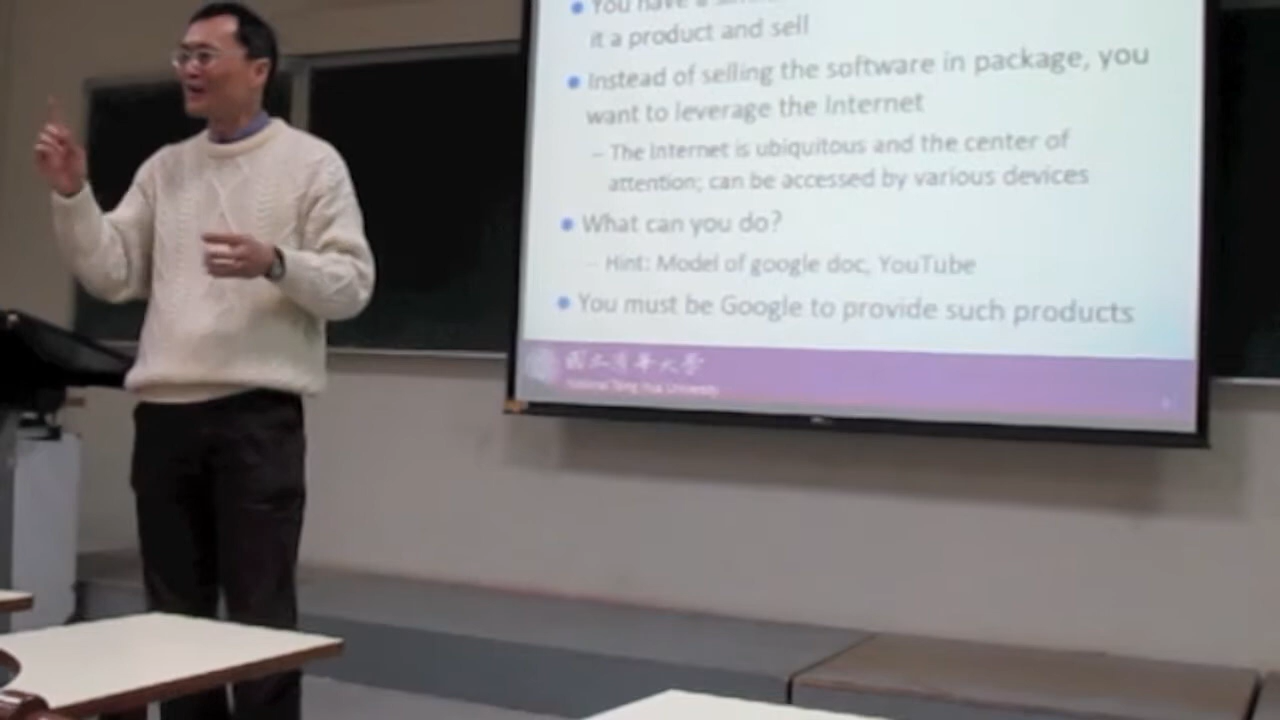 You have a
it a product and sell
Instead of selling the software in package, you
want to leverage the Internet
– The Internet is ubiquitous and the center of
attention; can be accessed by various devices
What can you do?
– Hint: Model of google doc, YouTube
You must be Google to provide such products
國立清華大學
National Tsing Hua University